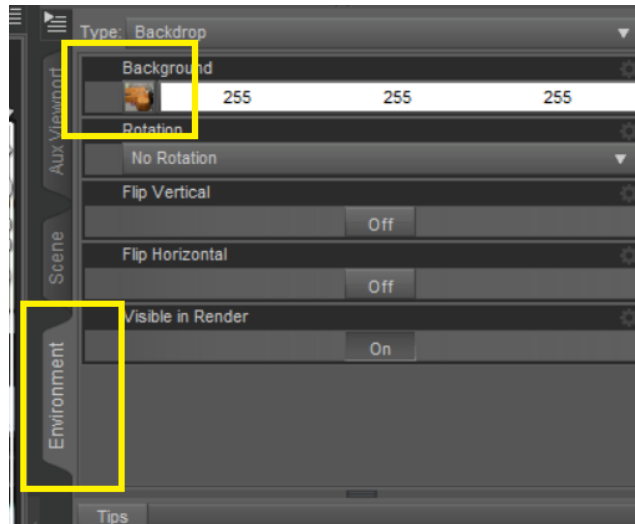 Type: Backdrop
Background
255 255 255
Rotation
No Rotation
Flip Vertical
Off
Flip Horizontal
Off
Visible in Render
On
Aux Viewport
Scene
Environment
Tips